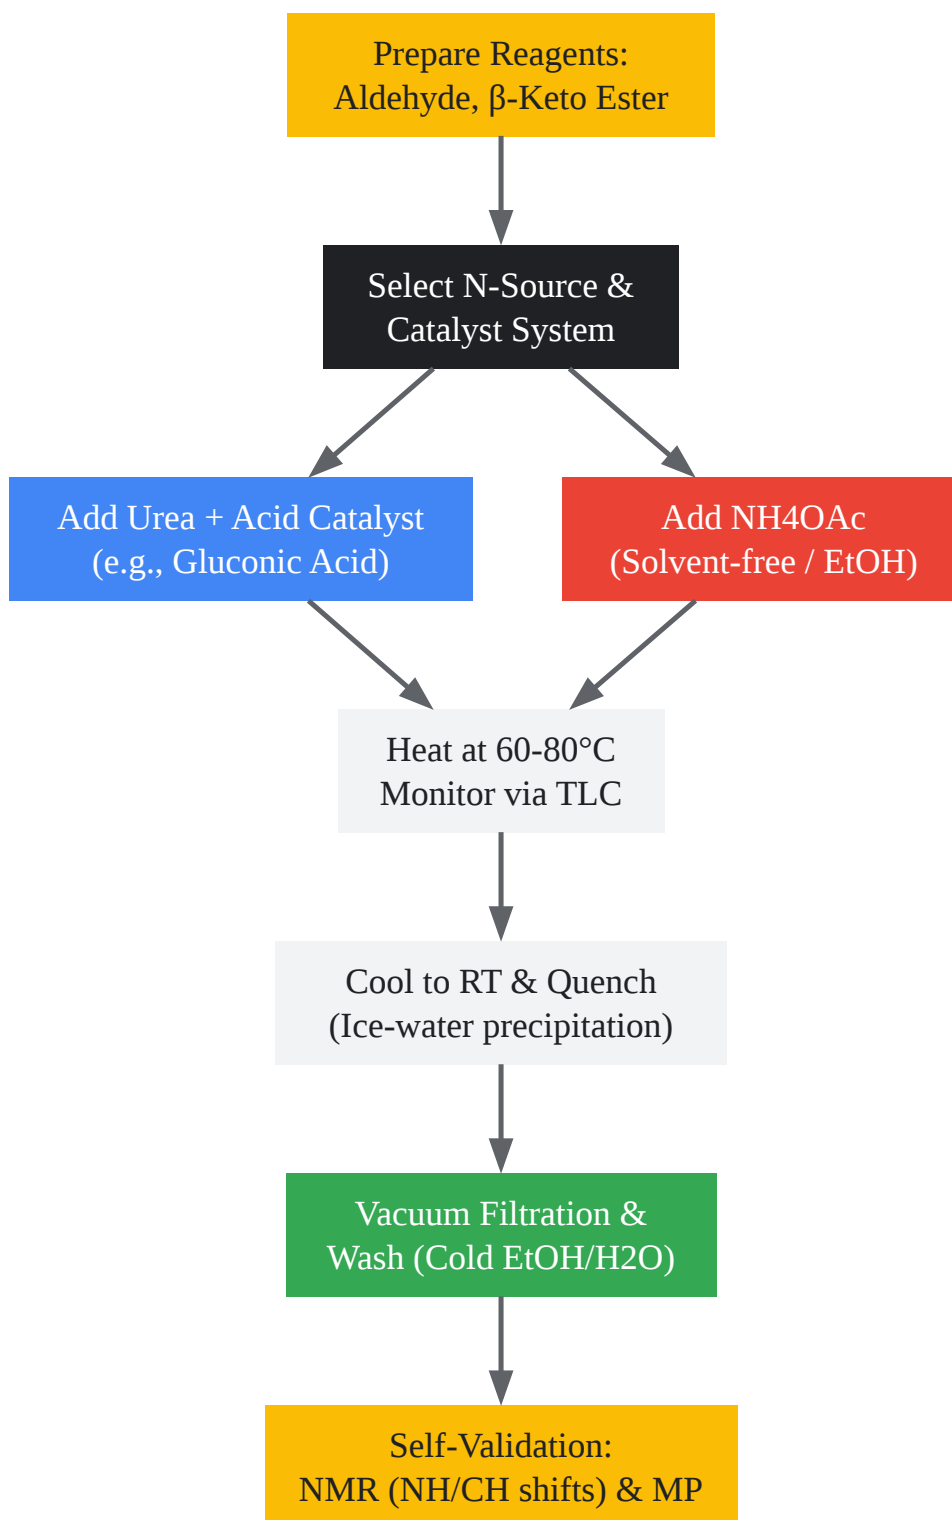 Prepare Reagents:
Aldehyde, β-Keto Ester
Select N-Source &
Catalyst System
Add Urea + Acid Catalyst
(e.g., Gluconic Acid)
Add NH4OAc
(Solvent-free / EtOH)
Heat at 60-80°C
Monitor via TLC
Cool to RT & Quench
(Ice-water precipitation)
Vacuum Filtration &
Wash (Cold EtOH/H2O)
Self-Validation:
NMR (NH/CH shifts) & MP